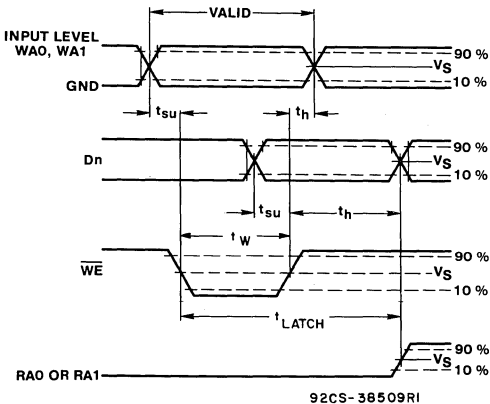 VALID
INPUT LEVEL
WA0, WA1
GND
90 %
VS
10 %
tsu
th
Dn
90 %
VS
10 %
tsu
th
tW
WE
90 %
VS
10 %
tLATCH
RA0 OR RA1
90 %
VS
10 %
92CS-38509R1